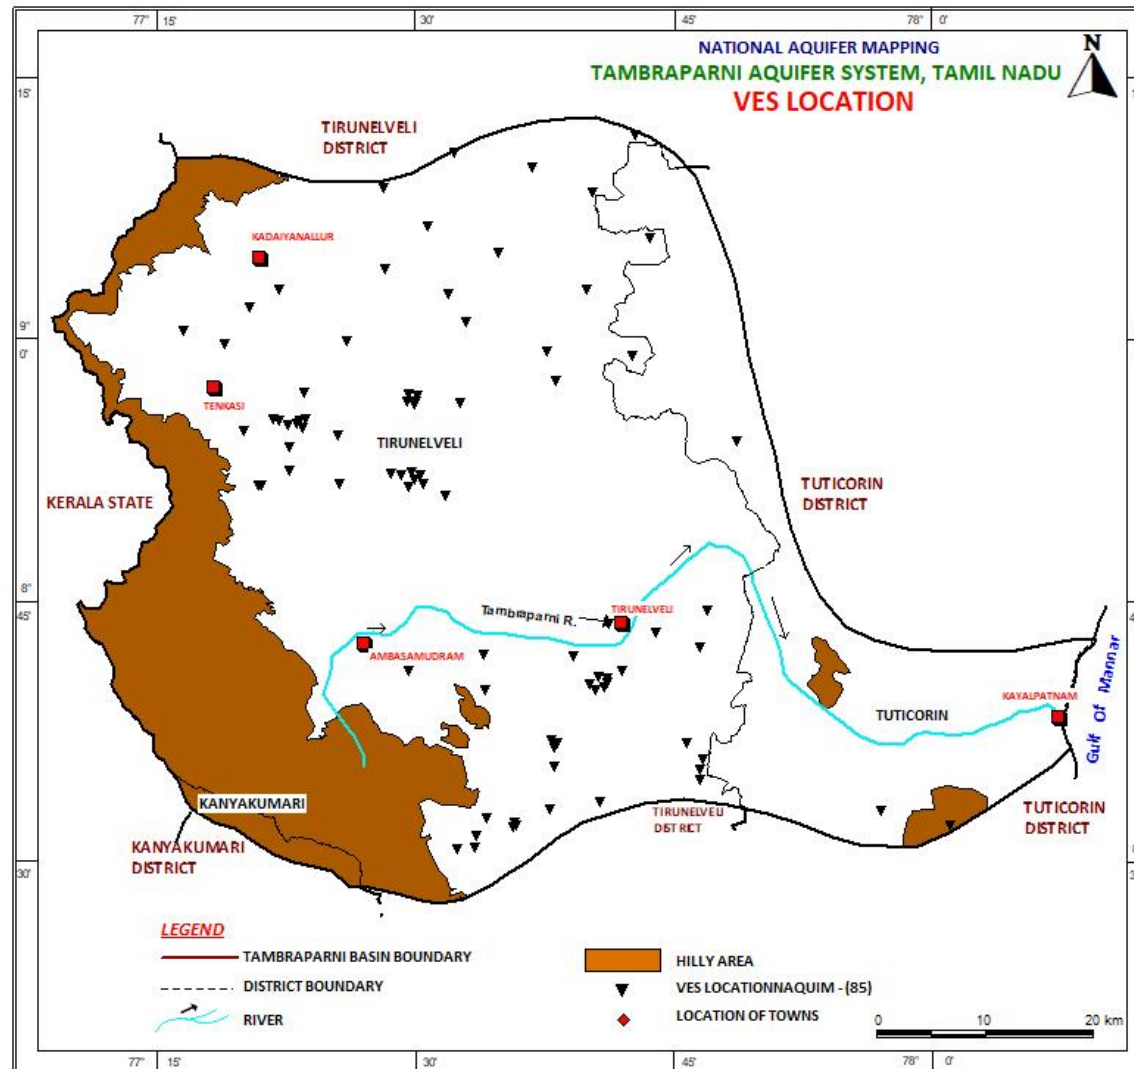 77° 15'
30'
45'
78° 0'
NATIONAL AQUIFER MAPPING
TAMBRAPARNI AQUIFER SYSTEM, TAMIL NADU
VES LOCATION
N
15'
TIRUNELVELI
DISTRICT
KADAIYANALLUR
9°
0'
TENKASI
TIRUNELVELI
KERALA STATE
TUTICORIN
DISTRICT
8°
45'
Tambraparni R.
TIRUNELVELI
AMBASAMUDRAM
KAYALPATNAM
Gulf Of Mannar
TUTICORIN
KANYAKUMARI
TIRUNELVELI
DISTRICT
TUTICORIN
DISTRICT
KANYAKUMARI
DISTRICT
30'
LEGEND
TAMBRAPARNI BASIN BOUNDARY
DISTRICT BOUNDARY
RIVER
HILLY AREA
VES LOCATIONNAQUIM - (85)
LOCATION OF TOWNS
0 10 20 km
77° 15'
30'
45'
78° 0'